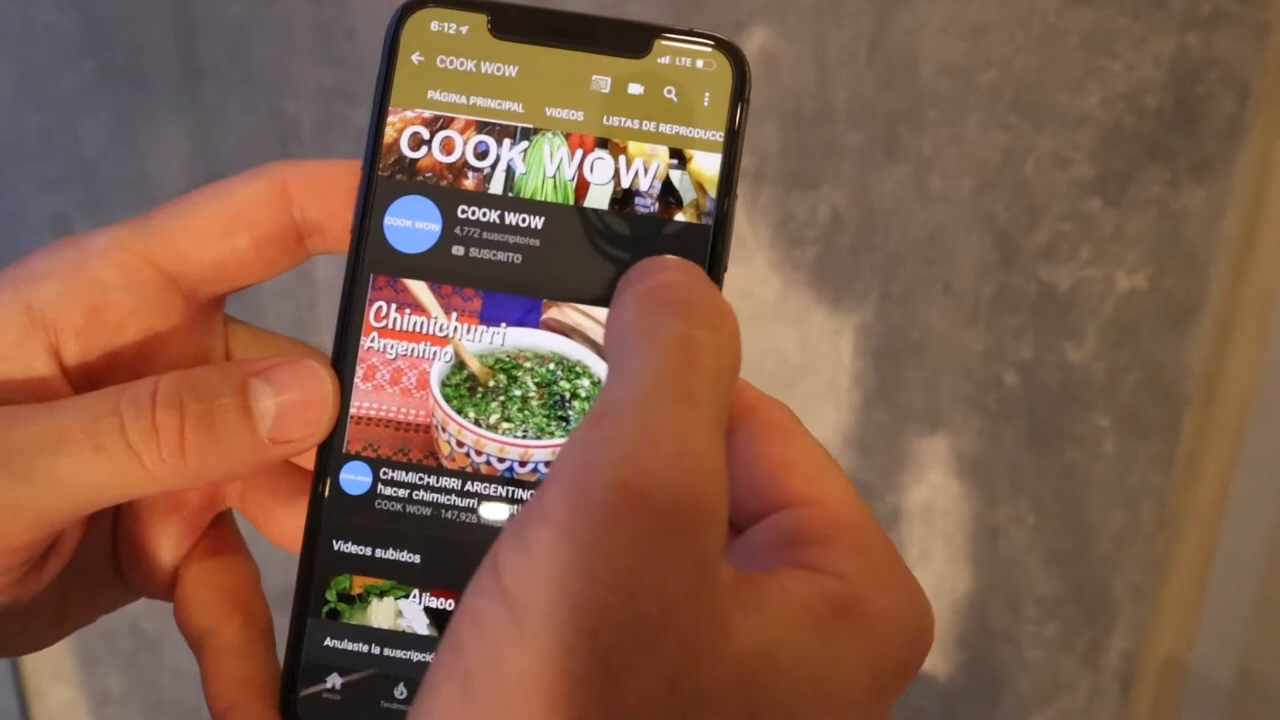 6:12
LTE
COOK WOW
PÁGINA PRINCIPAL VIDEOS LISTAS DE REPRODUCC
COOK WOW
COOK WOW
COOK WOW
4,772 suscriptores
SUSCRITO
Chimichurri
Argentino
CHIMICHURRI ARGENTINO
hacer chimichurri
COOK WOW · 147,926
Videos subidos
Ajiaco
Anulaste la suscripció
Inicio